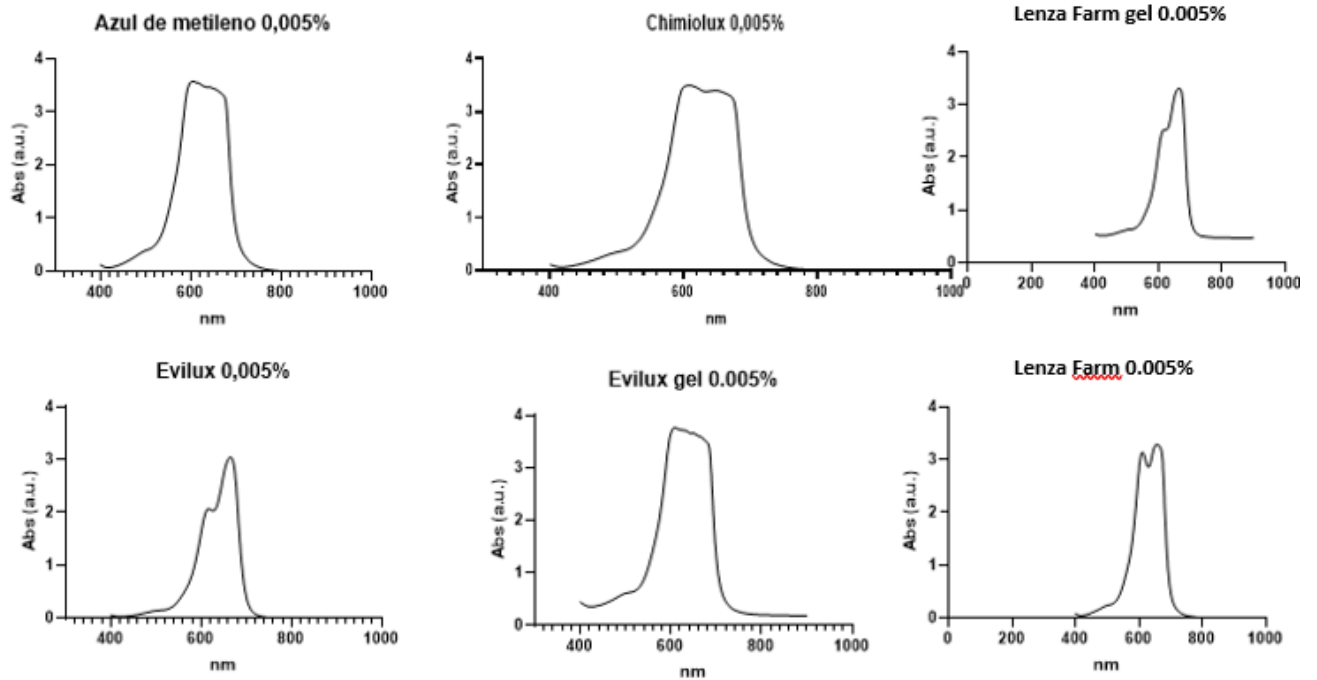 Azul de metileno 0,005%
4
3
2
1
0
Abs (a.u.)
400 600 800 1000
nm
Chimiolux 0,005%
4
3
2
1
0
Abs (a.u.)
400 600 800 1000
nm
Lenza Farm gel 0.005%
4
3
2
1
0
Abs (a.u.)
0 200 400 600 800 1000
nm
Evilux 0,005%
4
3
2
1
0
Abs (a.u.)
400 600 800 1000
nm
Evilux gel 0.005%
4
3
2
1
0
Abs (a.u.)
400 600 800 1000
nm
Lenza Farm 0.005%
4
3
2
1
0
Abs (a.u.)
0 200 400 600 800 1000
nm